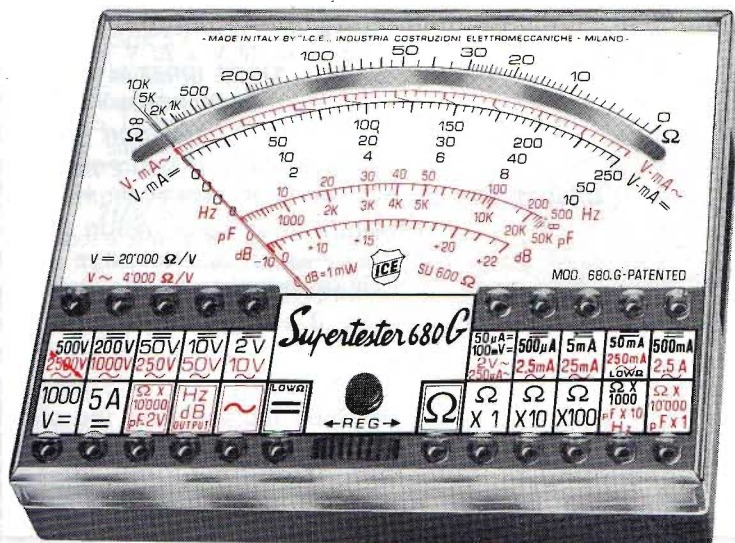 - MADE IN ITALY BY "I.C.E., INDUSTRIA COSTRUZIONI ELETTROMECCANICHE - MILANO -
10K 5K 2K 1K 500 200 100 50 30 20 10 0
Ω ∞ Ω
V-mA~ V-mA~
V-mA= 0 50 100 150 200 250 V-mA=
0 10 20 30 40 50
0 2 4 6 8 10
Hz 0 10 20 30 40 50 100 200 500 Hz
pF 0 1000 2K 3K 4K 5K 10K 20K 50K pF
dB -10 0 +10 +15 +20 +22 dB
V= 20'000 Ω/V
V~ 4'000 Ω/V
dB=1mW ICE SU 600 Ω
MOD. 680.G-PATENTED
Supertester 680 G
500V 200V 50V 10V 2V
2500V 1000V 250V 50V 10V
50µA= 500µA 5mA 50mA 500mA
100mV=
2V~ 2.5mA 25mA 250mA 2,5A
250µA~ LOWΩ
1000 V= 5A = Ω X 10000 pF.2V Hz dB OUTPUT ~ LOWΩ =
←REG→
Ω Ω X 1 Ω X10 Ω X100 Ω X 1000 pF X 10 Hz Ω X 10'000 pF X 1